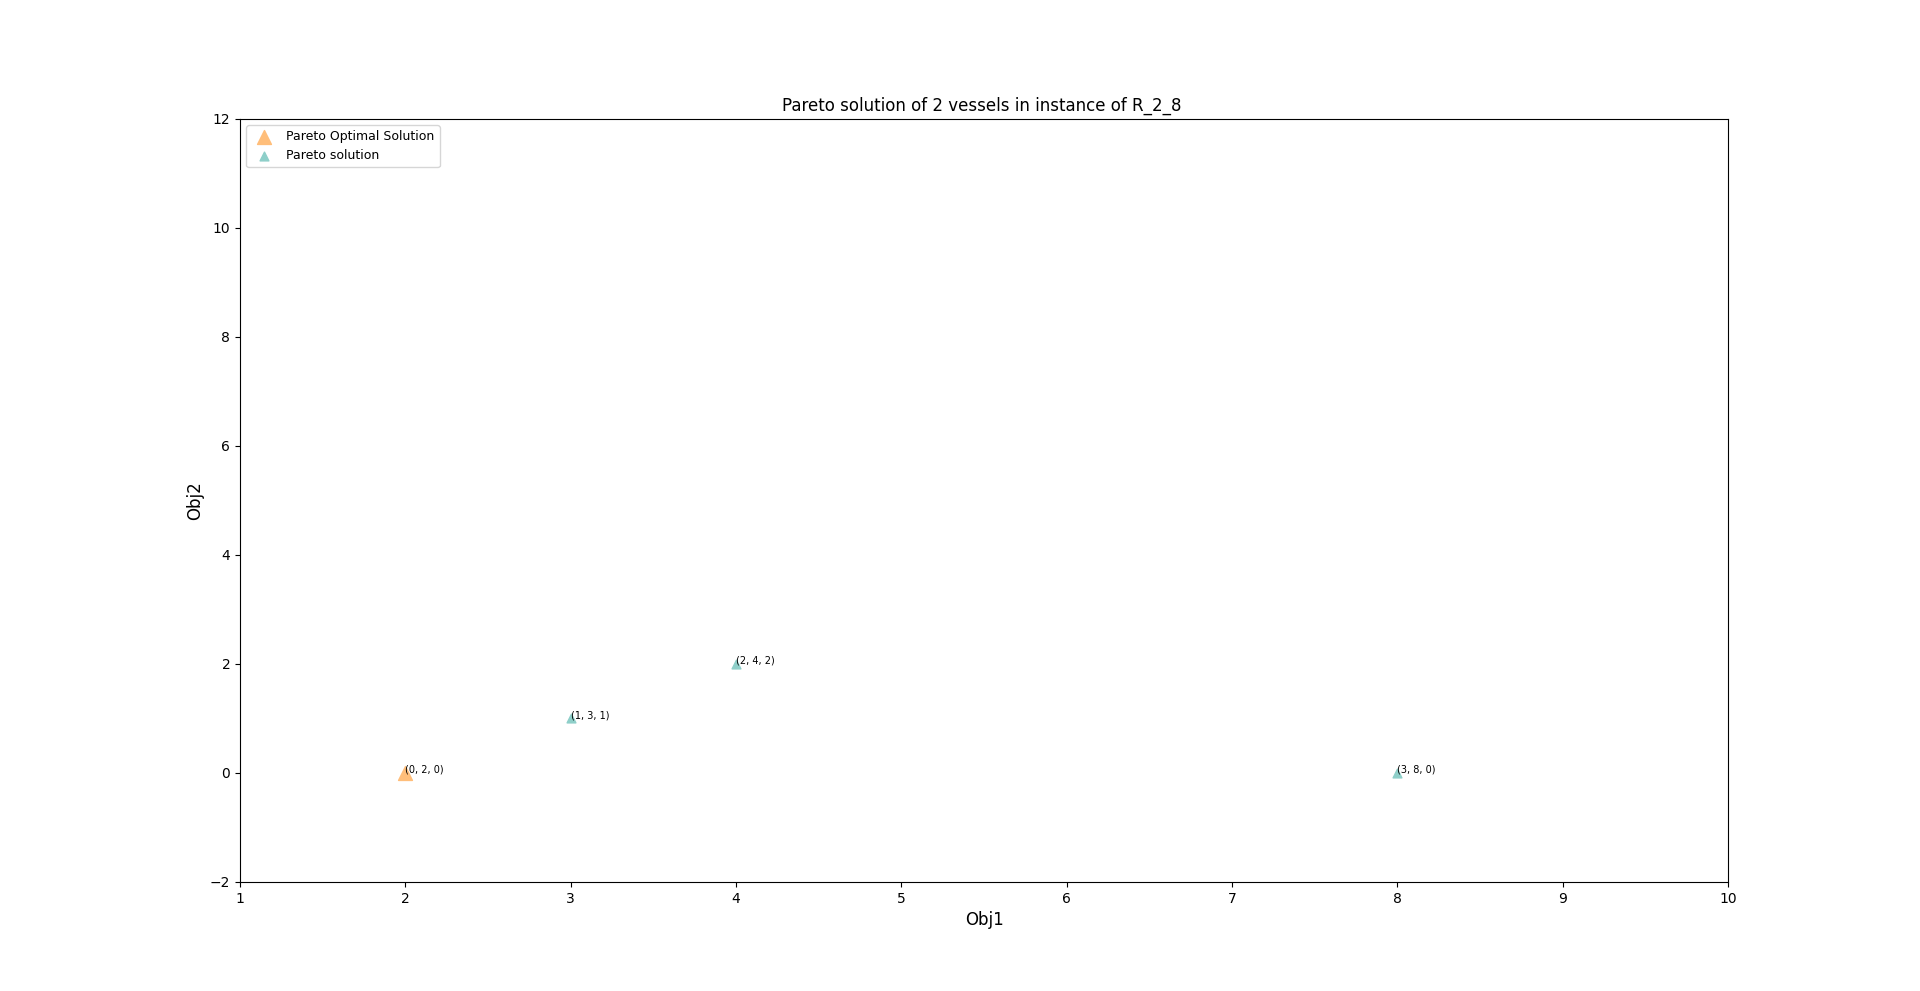 Pareto solution of 2 vessels in instance of R_2_8
Pareto Optimal Solution
Pareto solution
12
10
8
6
4
2
0
−2
Obj2
(2, 4, 2)
(1, 3, 1)
(0, 2, 0)
(3, 8, 0)
1 2 3 4 5 6 7 8 9 10
Obj1